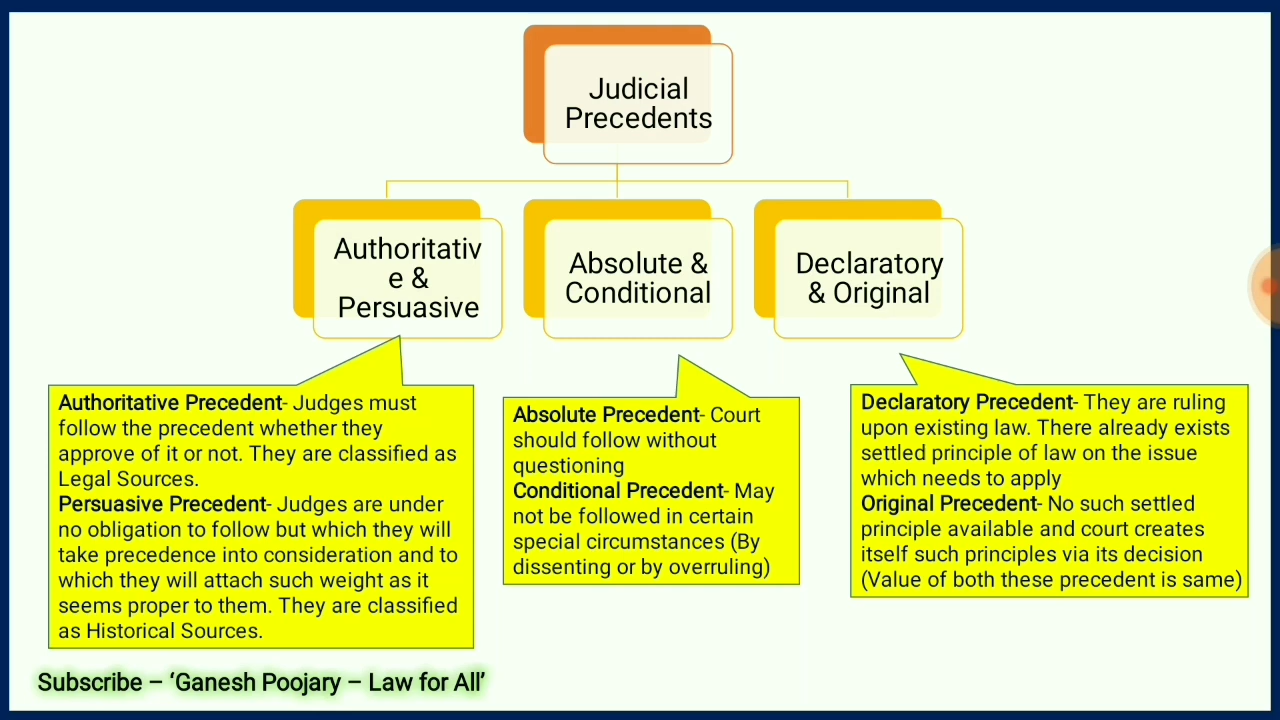 Judicial
Precedents
Authoritativ
e &
Persuasive
Absolute &
Conditional
Declaratory
& Original
Authoritative Precedent- Judges must
follow the precedent whether they
approve of it or not. They are classified as
Legal Sources.
Persuasive Precedent- Judges are under
no obligation to follow but which they will
take precedence into consideration and to
which they will attach such weight as it
seems proper to them. They are classified
as Historical Sources.
Absolute Precedent- Court
should follow without
questioning
Conditional Precedent- May
not be followed in certain
special circumstances (By
dissenting or by overruling)
Declaratory Precedent- They are ruling
upon existing law. There already exists
settled principle of law on the issue
which needs to apply
Original Precedent- No such settled
principle available and court creates
itself such principles via its decision
(Value of both these precedent is same)
Subscribe – ‘Ganesh Poojary – Law for All’